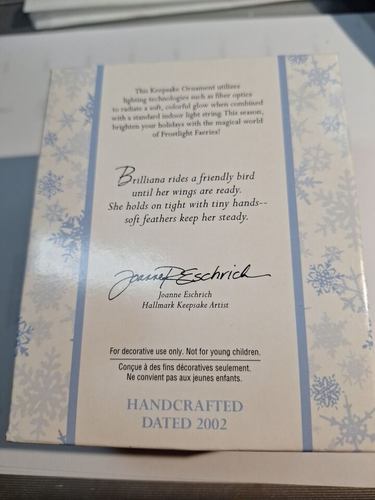 This Keepsake Ornament utilizes
lighting technologies such as fiber optics
to radiate a soft, colorful glow when combined
with a standard indoor light string. This season,
brighten your holidays with the magical world
of Frostlight Faeries!
Brilliana rides a friendly bird
until her wings are ready.
She holds on tight with tiny hands--
soft feathers keep her steady.
Joanne R Eschrich
Joanne Eschrich
Hallmark Keepsake Artist
For decorative use only. Not for young children.
Conçue à des fins décoratives seulement.
Ne convient pas aux jeunes enfants.
HANDCRAFTED
DATED 2002